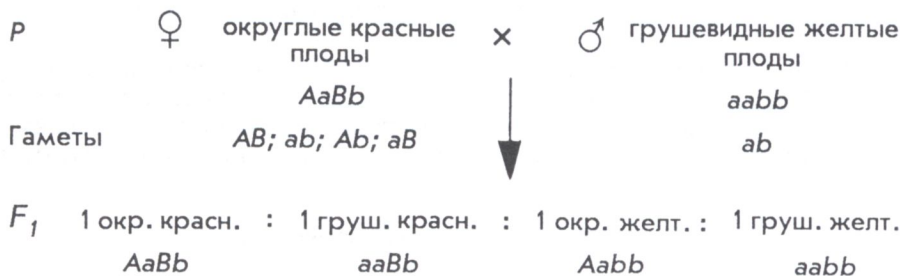 P ♀ округлые красные плоды × ♂ грушевидные желтые плоды
AaBb aabb
Гаметы AB; ab; Ab; aB ab
F₁ 1 окр. красн. : 1 груш. красн. : 1 окр. желт. : 1 груш. желт.
AaBb aaBb Aabb aabb